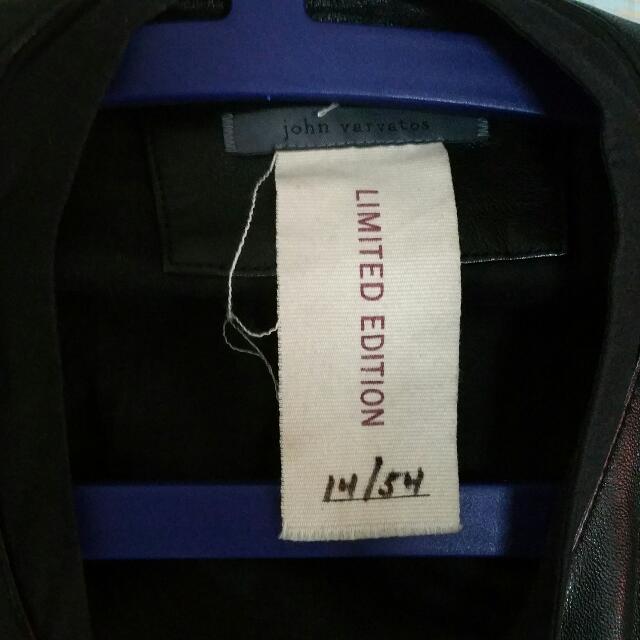 john varvatos
LIMITED EDITION
14/54